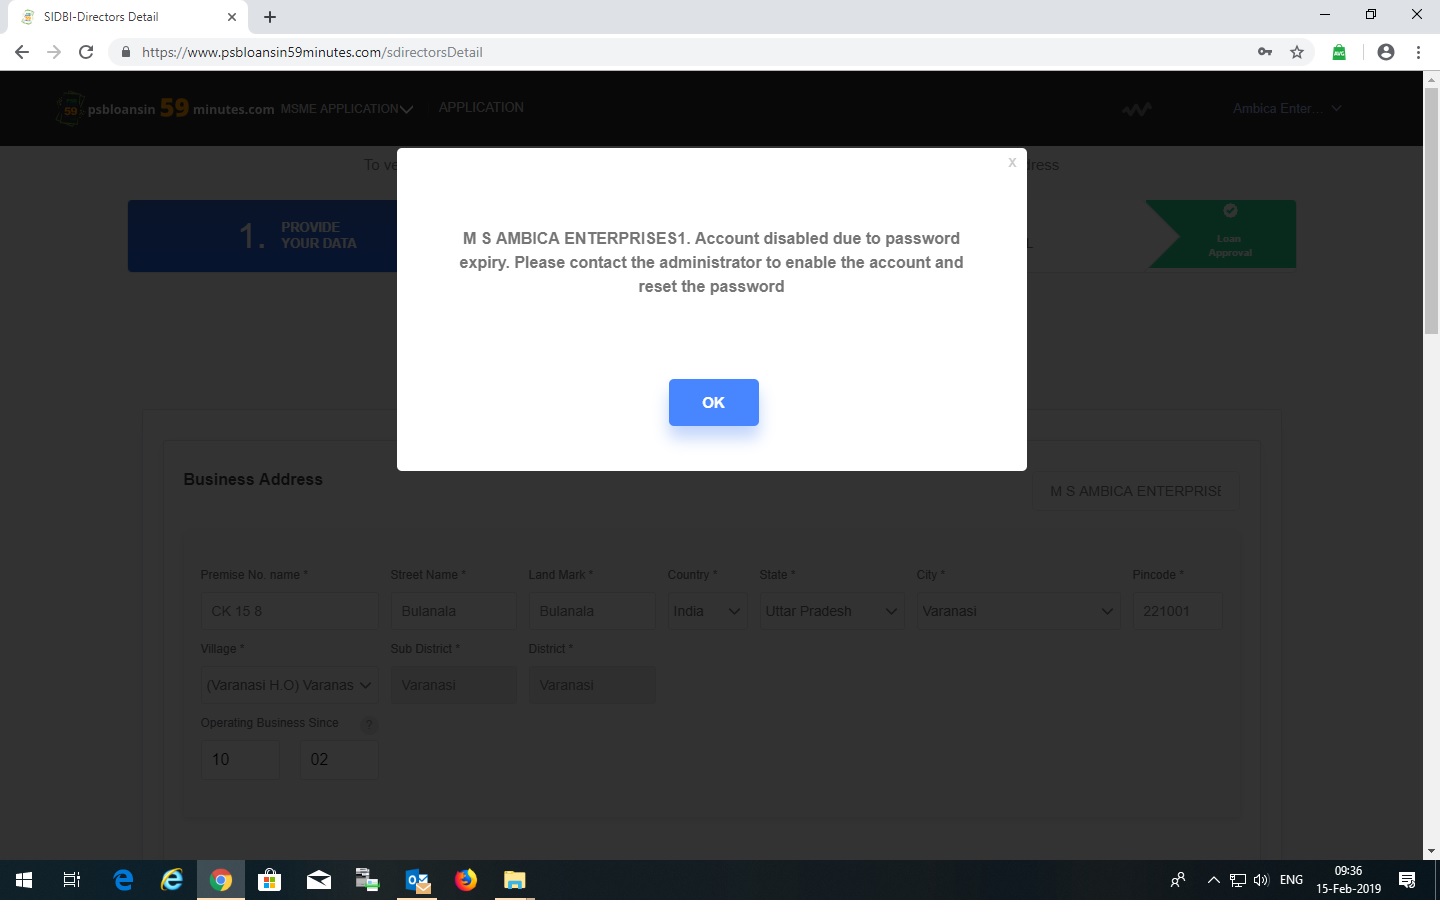 SIDBI-Directors Detail
https://www.psbloansin59minutes.com/sdirectorsDetail
AVG
59 psbloansin 59 minutes.com MSME APPLICATION APPLICATION Ambica Enter...
To ve
dress
x
1. PROVIDE
YOUR DATA
Loan
Approval
M S AMBICA ENTERPRISES1. Account disabled due to password
expiry. Please contact the administrator to enable the account and
reset the password
OK
Business Address
M S AMBICA ENTERPRISE
Premise No. name * Street Name * Land Mark * Country * State * City * Pincode *
CK 15 8 Bulanala Bulanala India Uttar Pradesh Varanasi 221001
Village * Sub District * District *
(Varanasi H.O) Varanas Varanasi Varanasi
Operating Business Since ?
10 02
ENG
09:36
15-Feb-2019